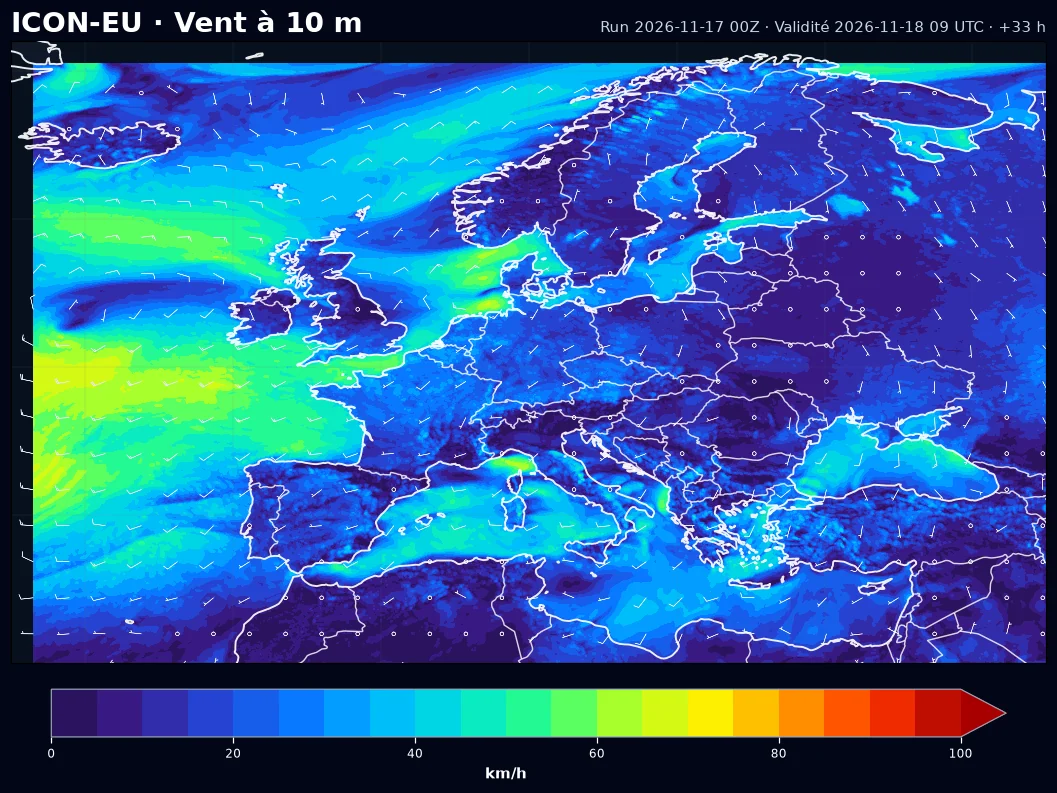 ICON-EU · Vent à 10 m
Run 2026-11-17 00Z · Validité 2026-11-18 09 UTC · +33 h
0 20 40 60 80 100
km/h